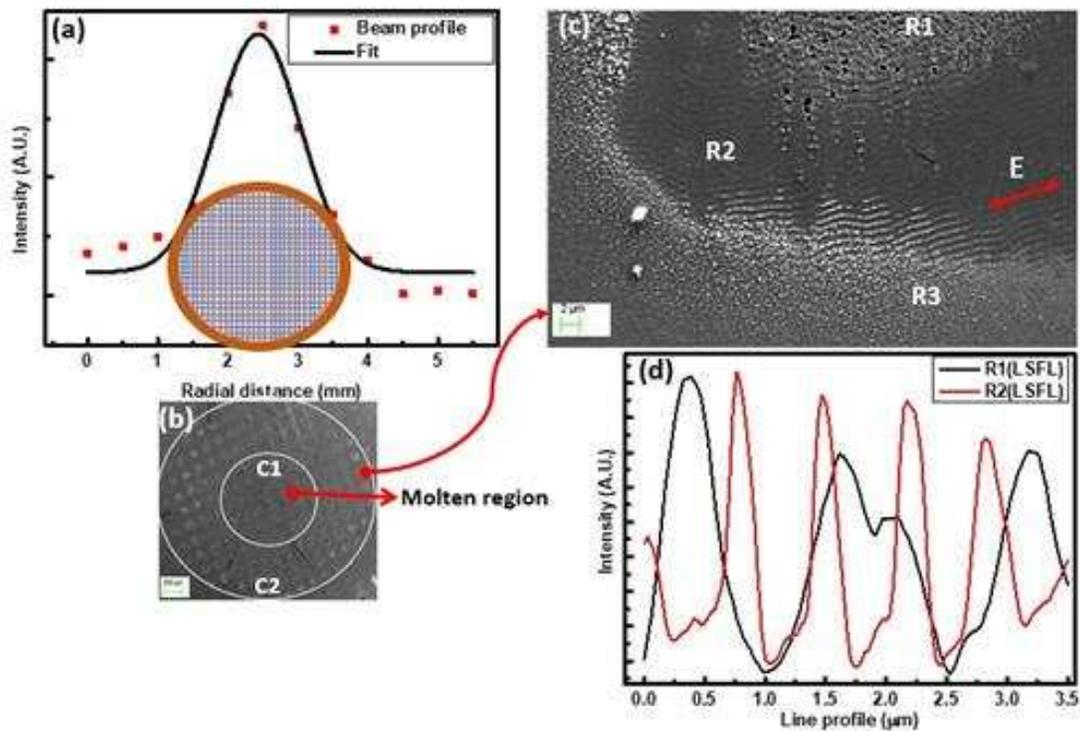 (a)
Beam profile
Fit
Intensity (A.U.)
0 1 2 3 4 5
Radial distance (mm)
(b)
C1
C2
Molten region
(c)
R1
R2
E
R3
2 µm
(d)
R1(LSFL)
R2(LSFL)
Intensity (A.U.)
0.0 0.5 1.0 1.5 2.0 2.5 3.0 3.5
Line profile (µm)